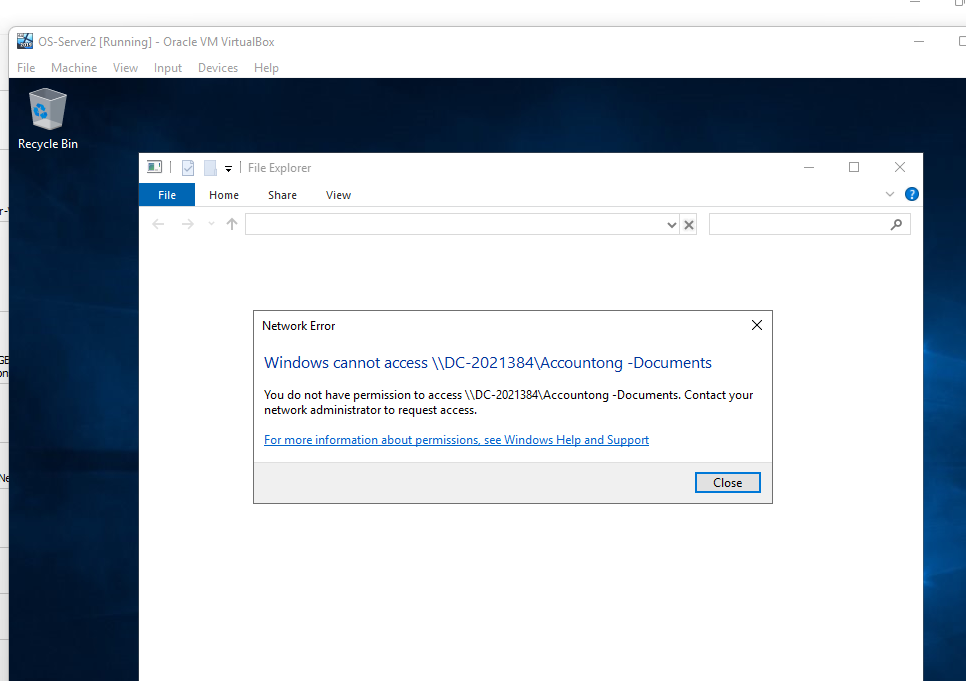 OS-Server2 [Running] - Oracle VM VirtualBox
File Machine View Input Devices Help
Recycle Bin
File Explorer
File Home Share View
?
Network Error
Windows cannot access \\DC-2021384\Accountong -Documents
You do not have permission to access \\DC-2021384\Accountong -Documents. Contact your
network administrator to request access.
For more information about permissions, see Windows Help and Support
Close